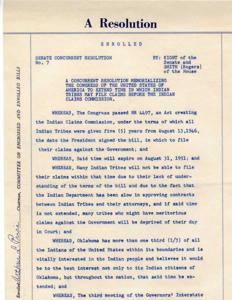 A Resolution
ENROLLED
SENATE CONCURRENT RESOLUTION
No. 7
BY: RIGHT of the
Senate and
SMITH (Rogers)
of the House
A CONCURRENT RESOLUTION MEMORIALIZING
THE CONGRESS OF THE UNITED STATES OF
AMERICA TO EXTEND TIME IN WHICH INDIAN
TRIBES MAY FILE CLAIMS BEFORE THE INDIAN
CLAIMS COMMISSION.
WHEREAS, The Congress passed HR 4497, an Act creating
the Indian Claims Commission, under the terms of which all
Indian Tribes were given five (5) years from August 13, 1946,
the date the President signed the bill, in which to file
their claims against the Government; and
WHEREAS, Said time will expire on August 31, 1951; and
WHEREAS, Many Indian Tribes will not be able to file
their claims within that time due to their lack of under-
standing of the terms of the bill and due to the fact that
the Indian Department has been slow in approving contracts
between Indian Tribes and their attorneys, and if said time
is not extended, many tribes who might have meritorious
claims against the Government will be deprived of their day
in Court; and
WHEREAS, Oklahoma has more than one third (1/3) of all
the Indians of the United States within its boundaries and is
vitally interested in the Indian people and believes it would
be to the best interest not only to its Indian citizens of
Oklahoma, but throughout the nation, that said time be ex-
tended; and
WHEREAS, The third meeting of the Governors' Interstate
Chairman, COMMITTEE OF ENGROSSED AND ENROLLED BILLS